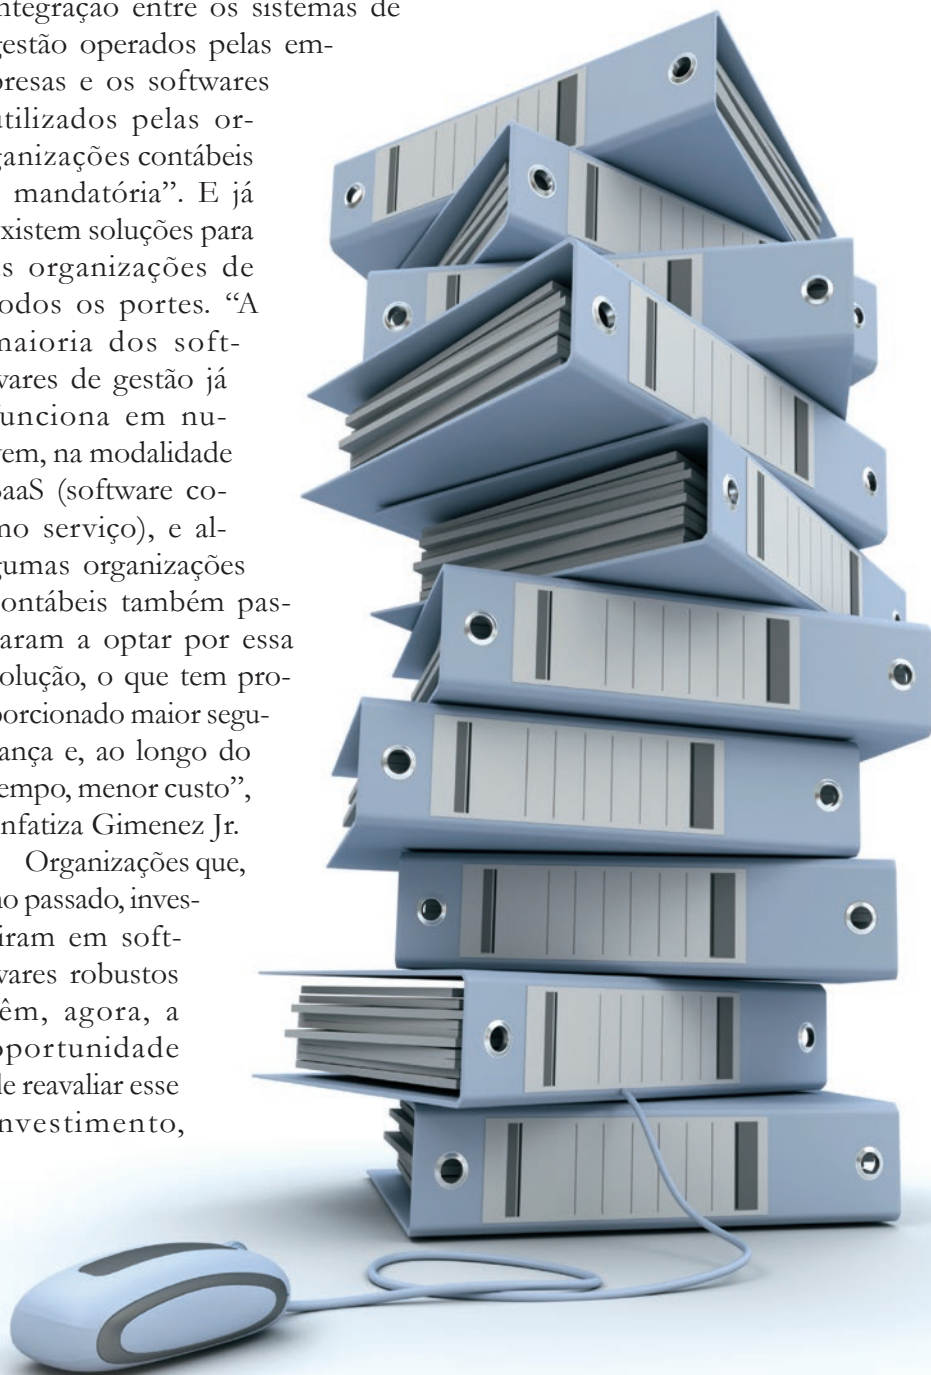 integração entre os sistemas de
gestão operados pelas em-
presas e os softwares
utilizados pelas or-
ganizações contábeis
mandatória”. E já
existem soluções para
as organizações de
todos os portes. “A
maioria dos soft-
wares de gestão já
funciona em nu-
vem, na modalidade
SaaS (software co-
mo serviço), e al-
gumas organizações
contábeis também pas-
saram a optar por essa
solução, o que tem pro-
porcionado maior segu-
rança e, ao longo do
tempo, menor custo”,
enfatiza Gimenez Jr.
Organizações que,
no passado, inves-
tiram em soft-
wares robustos
têm, agora, a
oportunidade
de reavaliar esse
investimento,